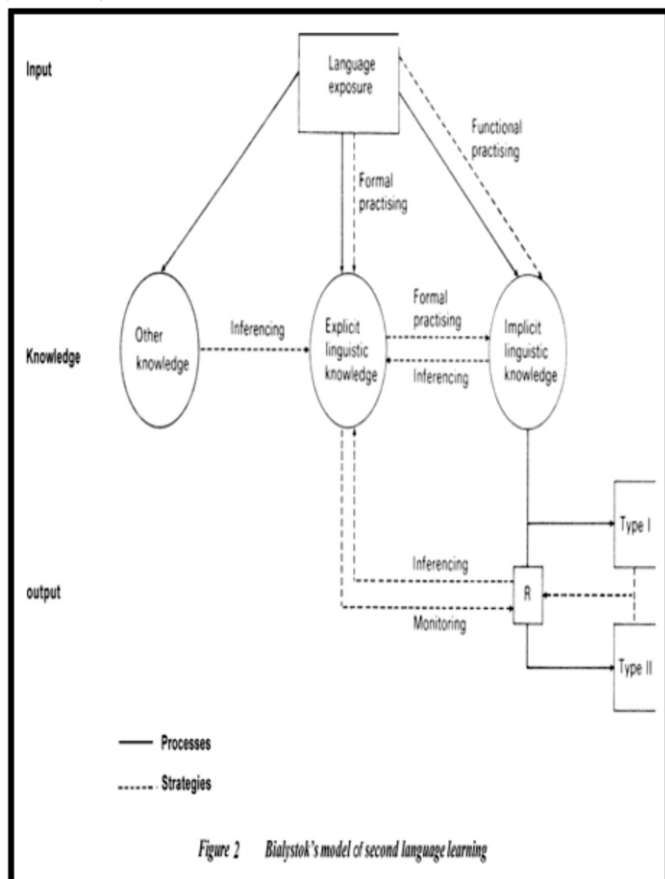 Input
Language
exposure
Functional
practising
Formal
practising
Other
knowledge
Inferencing
Explicit
linguistic
knowledge
Formal
practising
Inferencing
Implicit
linguistic
knowledge
Knowledge
Type I
Inferencing
R
output
Monitoring
Type II
Processes
Strategies
Figure 2 Bialystok's model of second language learning